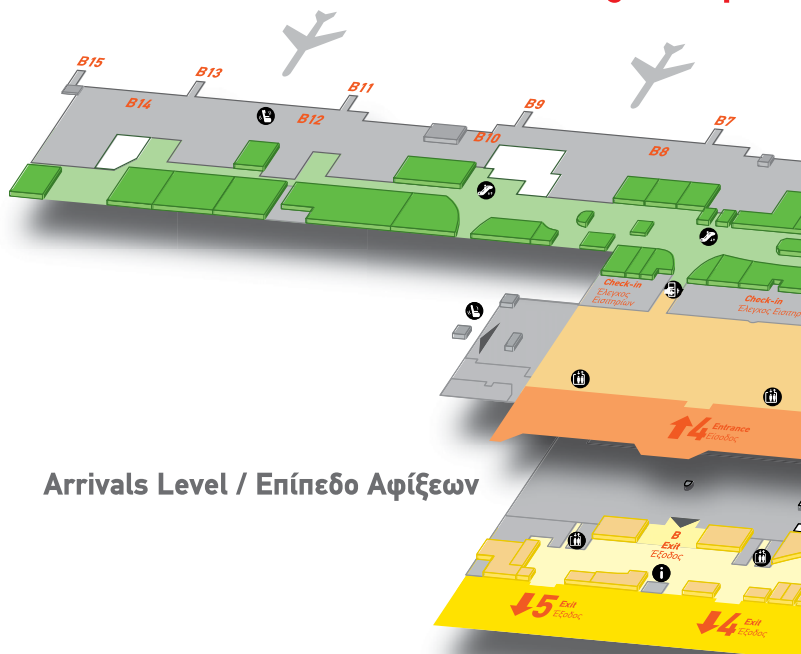 B15
B13
B11
B9
B7
B14
B12
B10
B8
Check-in
Έλεγχος
Εισιτηρίων
Check-in
Έλεγχος
4 Entrance
Είσοδος
Arrivals Level / Επίπεδο Αφίξεων
B
Exit
Έξοδος
5 Exit
Έξοδος
4 Exit
Έξοδος